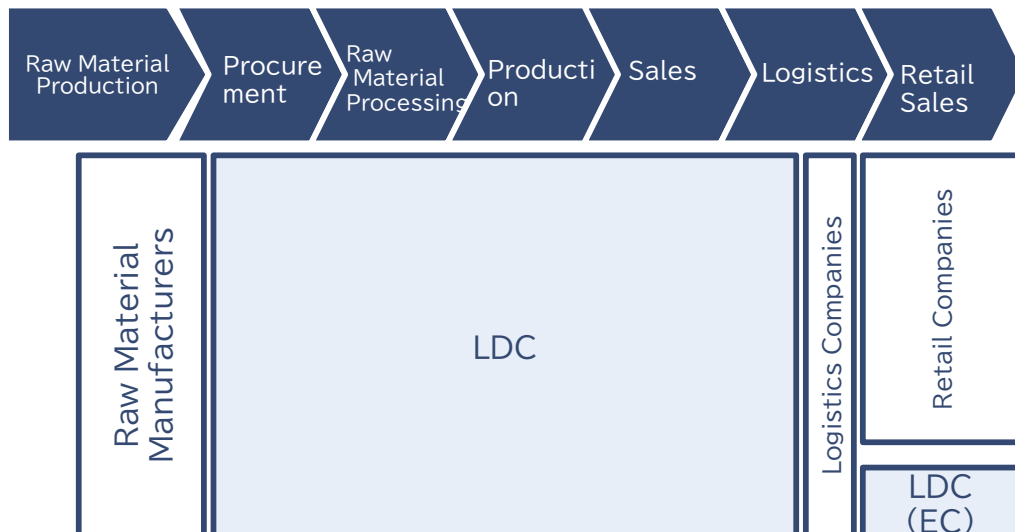 Raw Material
Production
Procure
ment
Raw
Material
Processing
Producti
on
Sales
Logistics
Retail
Sales
Raw Material
Manufacturers
LDC
Logistics Companies
Retail Companies
LDC
(EC)